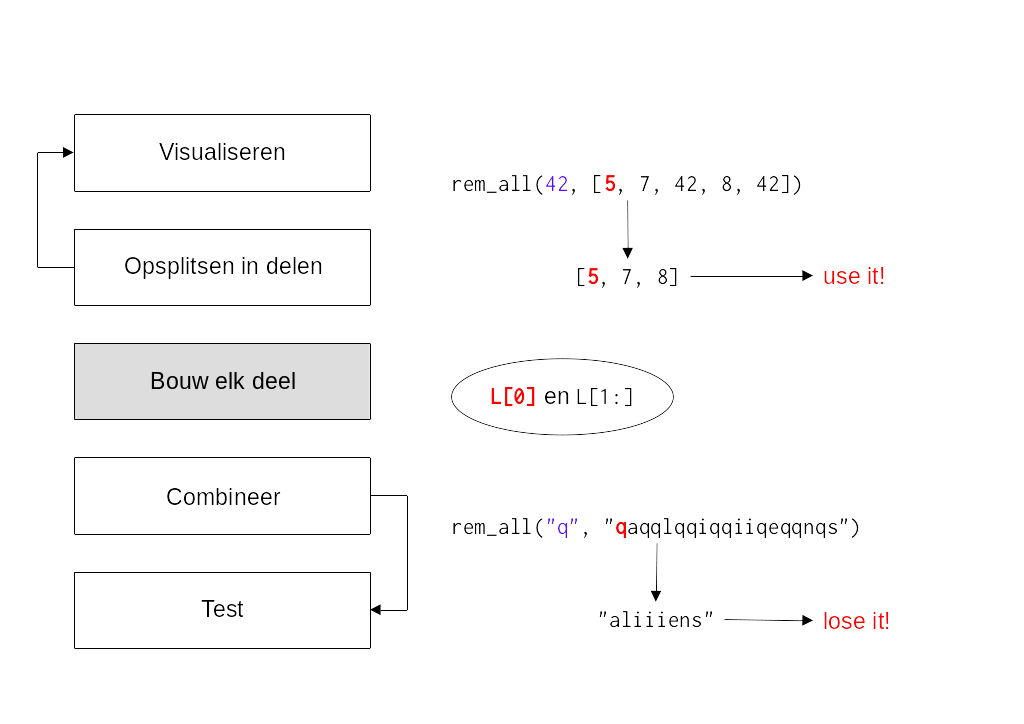 Visualiseren
Opsplitsen in delen
Bouw elk deel
Combineer
Test
rem_all(42, [5, 7, 42, 8, 42])
[5, 7, 8]
use it!
L[0] en L[1:]
rem_all("q", "qaqqlqqiqqiiqeqqnqs")
"aliiiens"
lose it!